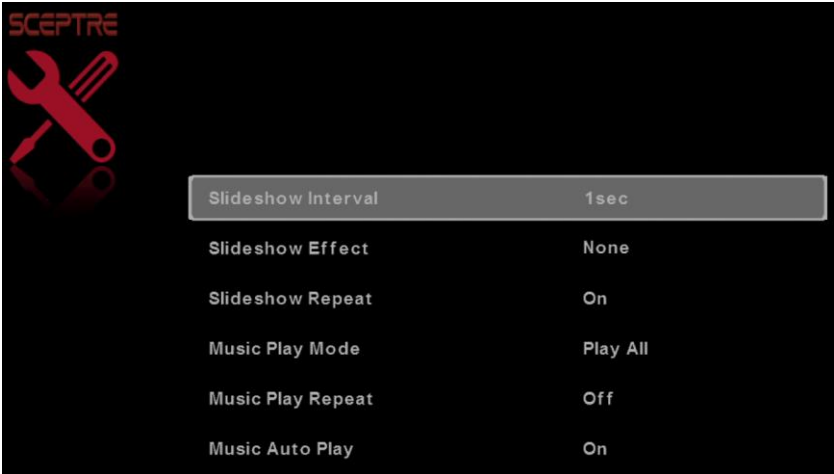 SCEPTRE
Slideshow Interval 1sec
Slideshow Effect None
Slideshow Repeat On
Music Play Mode Play All
Music Play Repeat Off
Music Auto Play On